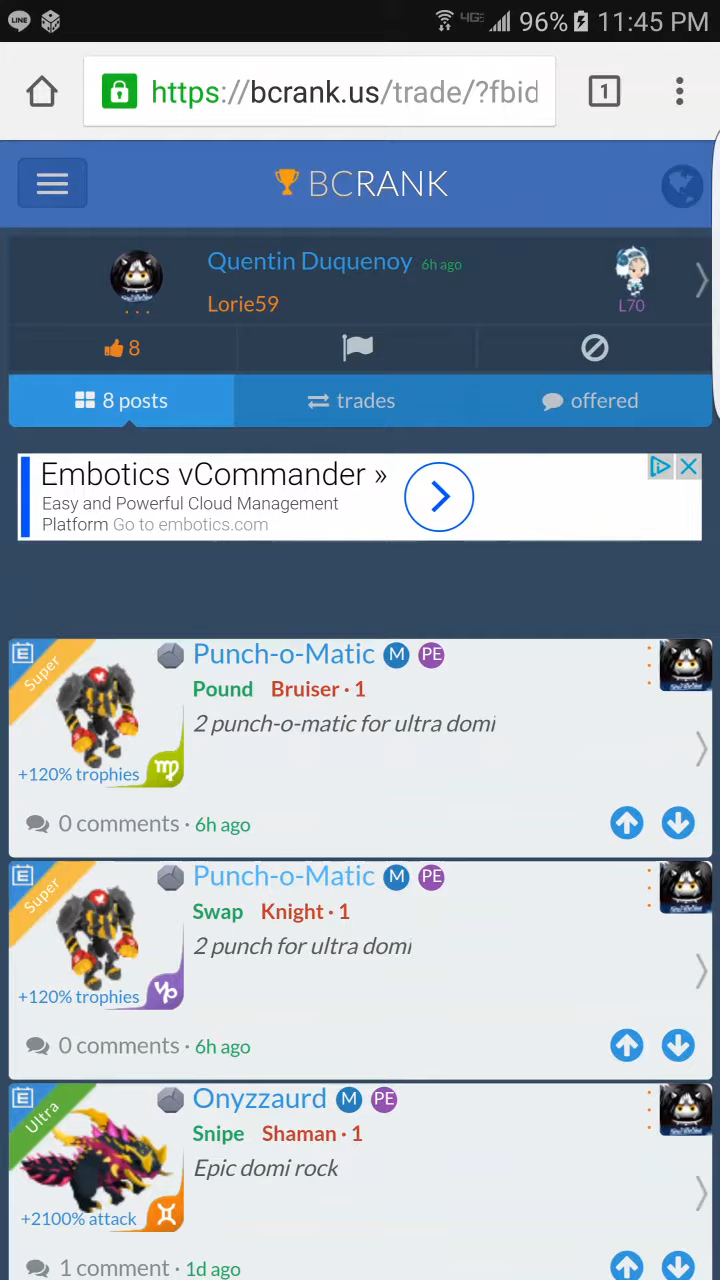 LINE 4G 96% 11:45 PM
https://bcrank.us/trade/?fbid
1
BCRANK
Quentin Duquenoy 6h ago
Lorie59
L70
8
8 posts
trades
offered
Embotics vCommander »
Easy and Powerful Cloud Management
Platform Go to embotics.com
Super
Punch-o-Matic M PE
Pound Bruiser · 1
2 punch-o-matic for ultra domi
+120% trophies
0 comments · 6h ago
Super
Punch-o-Matic M PE
Swap Knight · 1
2 punch for ultra domi
+120% trophies
0 comments · 6h ago
Ultra
Onyzzaurd M PE
Snipe Shaman · 1
Epic domi rock
+2100% attack
1 comment · 1d ago